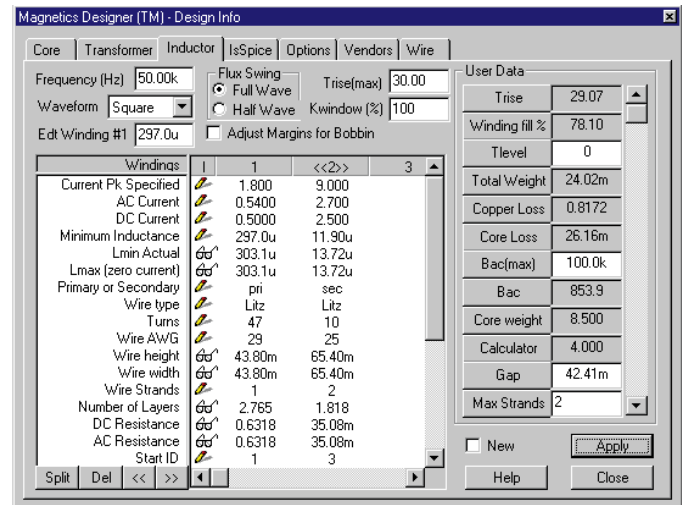 Magnetics Designer (TM) - Design Info
Core Transformer Inductor IsSpice Options Vendors Wire
Frequency (Hz) 50.00k
Waveform Square
Edt Winding #1 297.0u
Flux Swing
Full Wave
Half Wave
Trise(max) 30.00
Kwindow (%) 100
Adjust Margins for Bobbin
Windings I 1 <<2>> 3
Current Pk Specified 1.800 9.000
AC Current 0.5400 2.700
DC Current 0.5000 2.500
Minimum Inductance 297.0u 11.90u
Lmin Actual 303.1u 13.72u
Lmax (zero current) 303.1u 13.72u
Primary or Secondary pri sec
Wire type Litz Litz
Turns 47 10
Wire AWG 29 25
Wire height 43.80m 65.40m
Wire width 43.80m 65.40m
Wire Strands 1 2
Number of Layers 2.765 1.818
DC Resistance 0.6318 35.08m
AC Resistance 0.6318 35.08m
Start ID 1 3
Split Del << >>
User Data
Trise 29.07
Winding fill % 78.10
Tlevel 0
Total Weight 24.02m
Copper Loss 0.8172
Core Loss 26.16m
Bac(max) 100.0k
Bac 853.9
Core weight 8.500
Calculator 4.000
Gap 42.41m
Max Strands 2
New Apply
Help Close